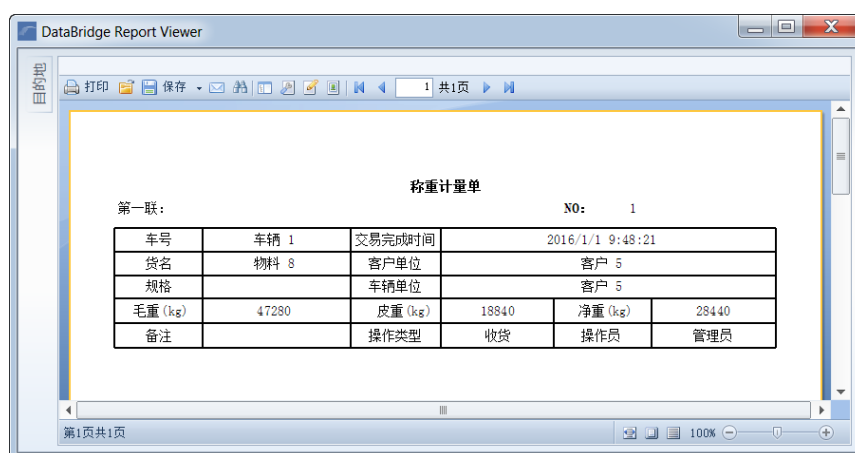 DataBridge Report Viewer
目的地
打印 保存 1 共1页
称重计量单
第一联： NO： 1
车号 车辆 1 交易完成时间 2016/1/1 9:48:21
货名 物料 8 客户单位 客户 5
规格 车辆单位 客户 5
毛重(kg) 47280 皮重(kg) 18840 净重(kg) 28440
备注 操作类型 收货 操作员 管理员
第1页共1页 100%